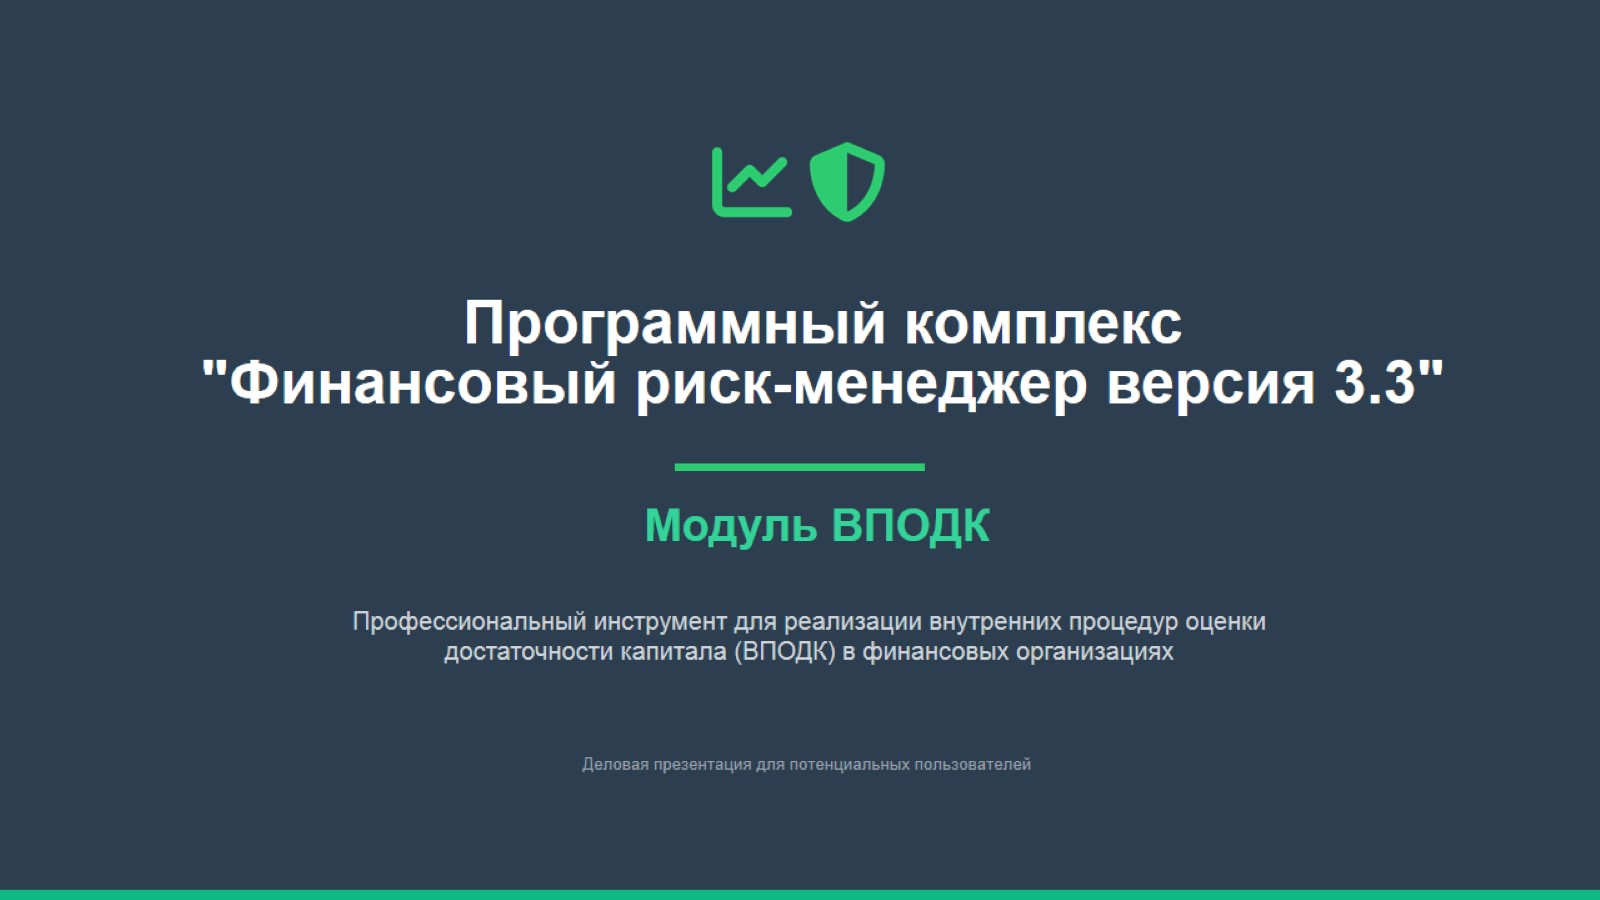 Программный комплекс
"Финансовый риск-менеджер версия 3.3"
Модуль ВПОДК
Профессиональный инструмент для реализации внутренних процедур оценки
достаточности капитала (ВПОДК) в финансовых организациях
Деловая презентация для потенциальных пользователей